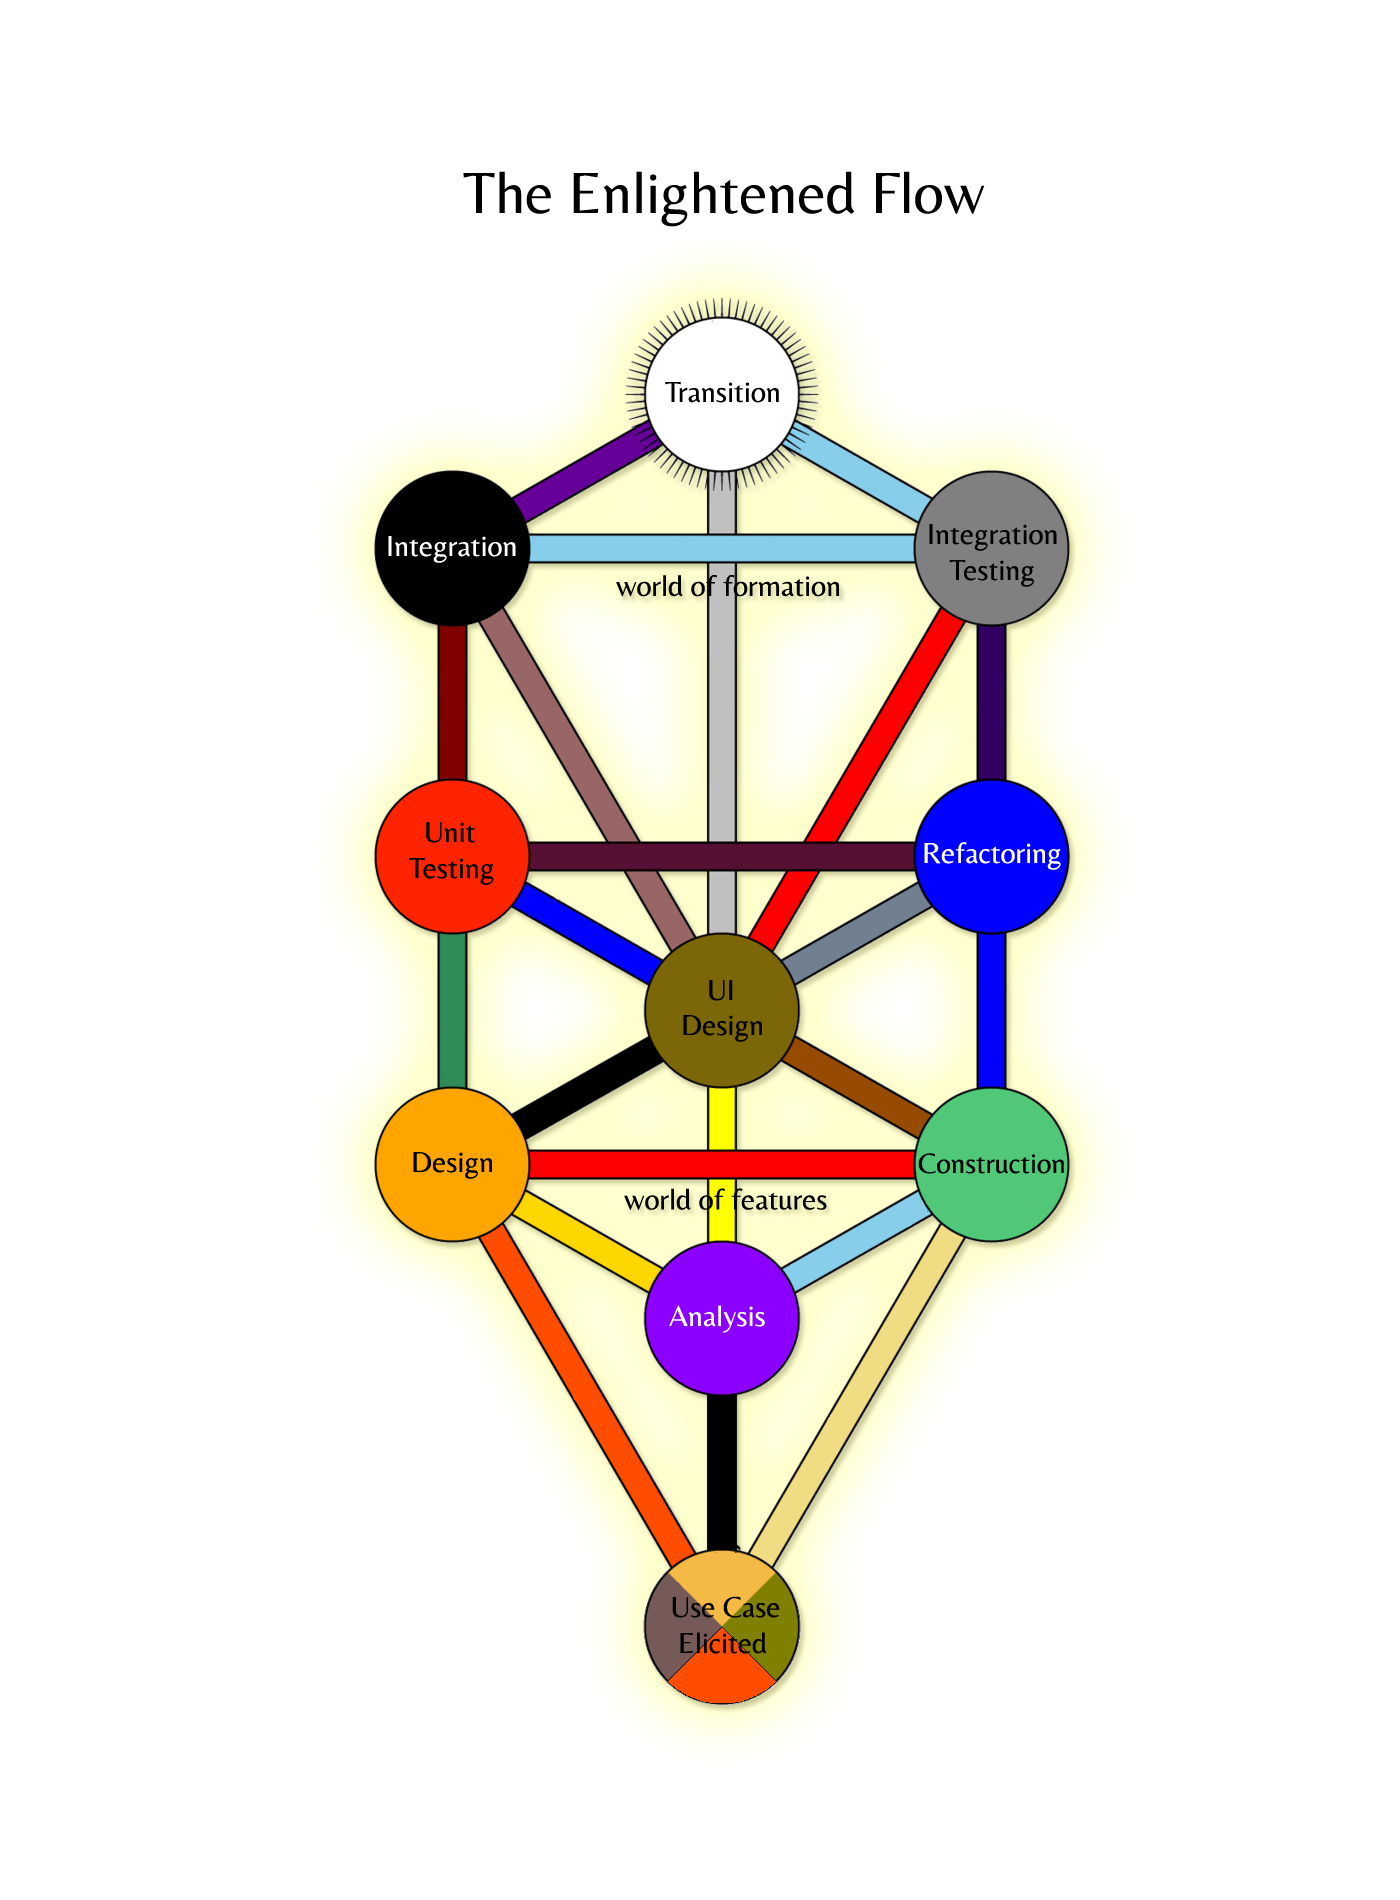 The Enlightened Flow
Transition
Integration
Integration
Testing
world of formation
Unit
Testing
Refactoring
UI
Design
Design
Construction
world of features
Analysis
Use Case
Elicited